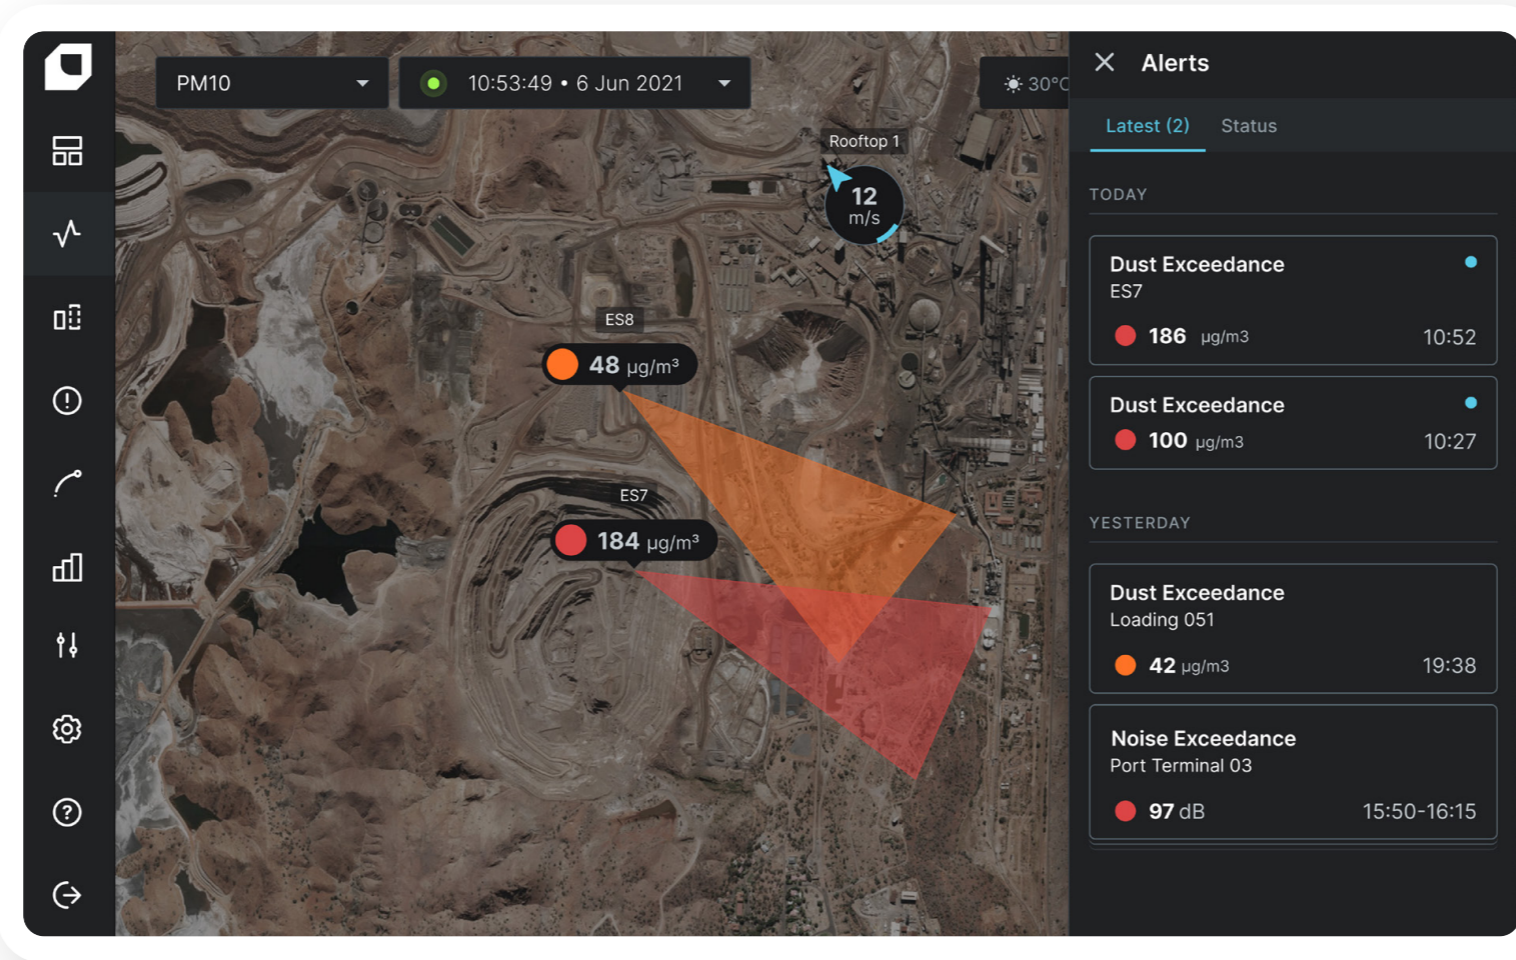 PM10
10:53:49 • 6 Jun 2021
30°C
Rooftop 1
12
m/s
ES8
48 µg/m³
ES7
184 µg/m³
Alerts
Latest (2) Status
TODAY
Dust Exceedance
ES7
186 µg/m3 10:52
Dust Exceedance
100 µg/m3 10:27
YESTERDAY
Dust Exceedance
Loading 051
42 µg/m3 19:38
Noise Exceedance
Port Terminal 03
97 dB 15:50-16:15